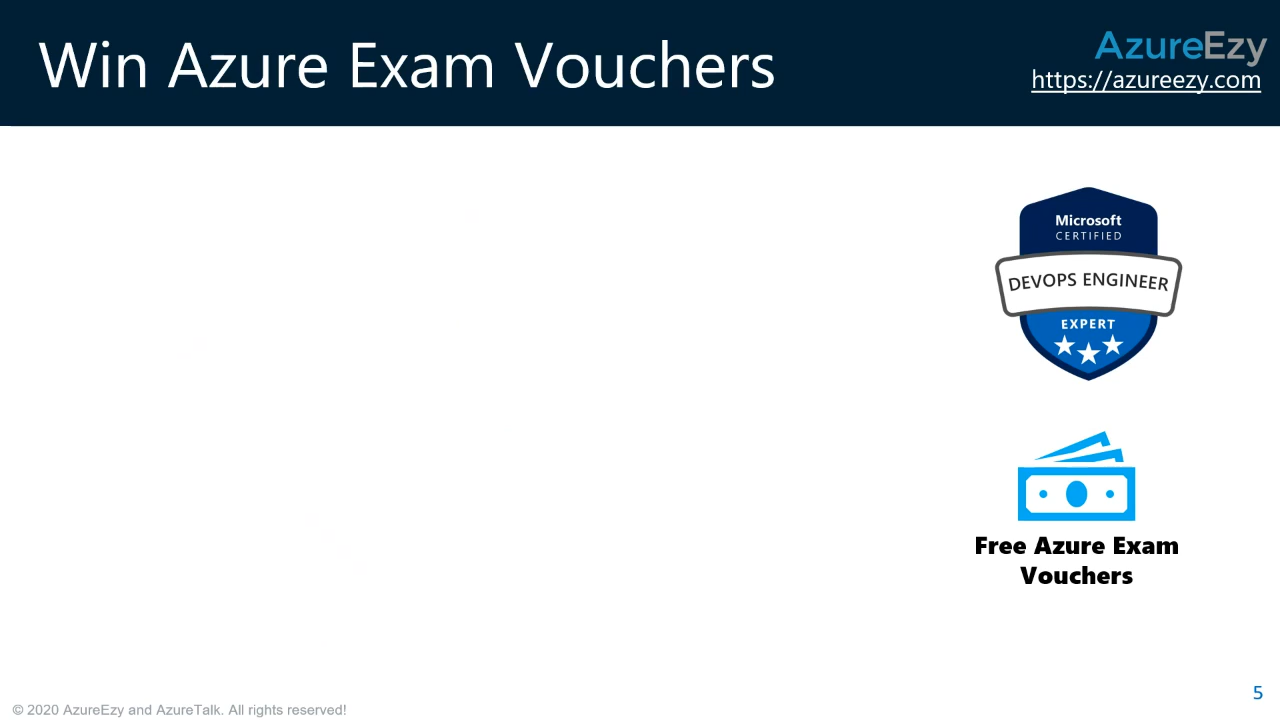 Win Azure Exam Vouchers
AzureEzy
https://azureezy.com
Microsoft
CERTIFIED
DEVOPS ENGINEER
EXPERT
Free Azure Exam
Vouchers
© 2020 AzureEzy and AzureTalk. All rights reserved!
5